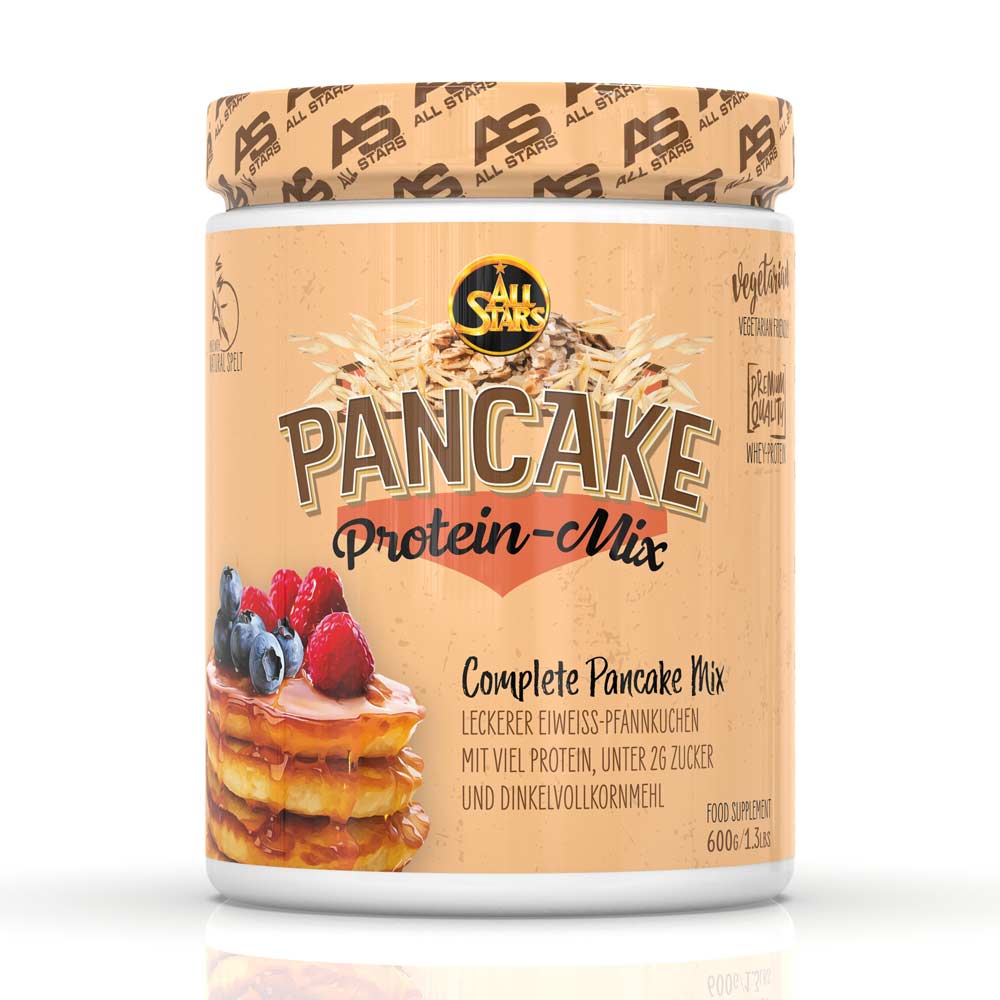 AS
ALL STARS
ALL
STARS
PANCAKE
Protein-Mix
NATURAL SPELT
Vegetarian
VEGETARIAN FRIENDLY
PREMIUM
QUALITY
WHEY-PROTEIN
Complete Pancake Mix
LECKERER EIWEISS-PFANNKUCHEN
MIT VIEL PROTEIN, UNTER 2G ZUCKER
UND DINKELVOLLKORNMEHL
FOOD SUPPLEMENT
600G/1.3LBS